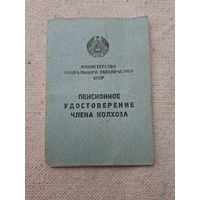 МИНИСТЕРСТВО
СОЦИАЛЬНОГО ОБЕСПЕЧЕНИЯ
БССР
ПЕНСИОННОЕ
УДОСТОВЕРЕНИЕ
ЧЛЕНА КОЛХОЗА